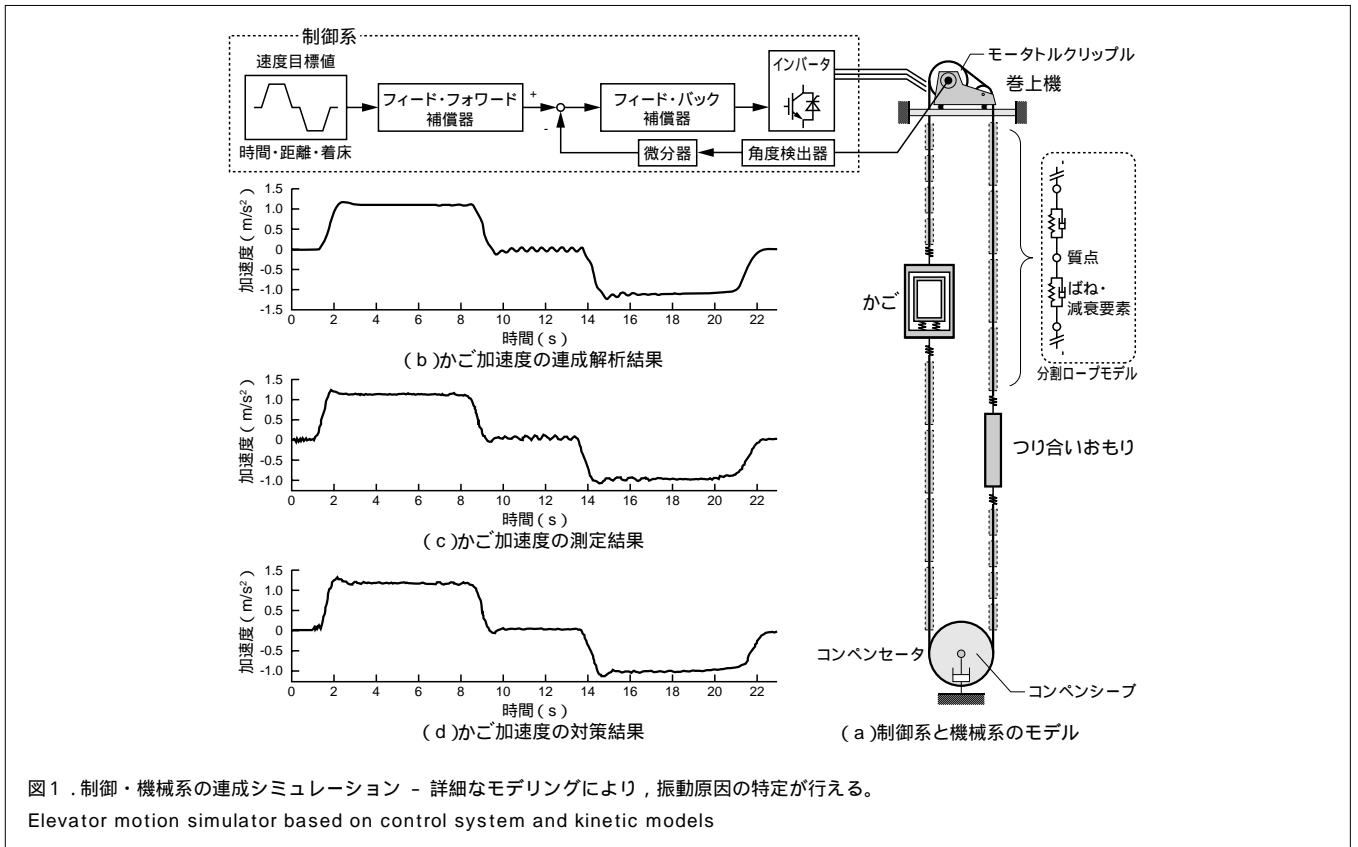 制御系
速度目標値
時間・距離・着床
フィード・フォワード
補償器
+
-
フィード・バック
補償器
インバータ
微分器
角度検出器
モータトルクリップル
巻上機
かご
質点
ばね・
減衰要素
分割ロープモデル
つり合いおもり
コンペンセータ
コンペンシーブ
(a)制御系と機械系のモデル
加速度(m/s²)
1.5
1.0
0.5
0
-0.5
-1.0
-1.5
0 2 4 6 8 10 12 14 16 18 20 22
時間(s)
(b)かご加速度の連成解析結果
加速度(m/s²)
1.5
1.0
0.5
0
-0.5
-1.0
0 2 4 6 8 10 12 14 16 18 20 22
時間(s)
(c)かご加速度の測定結果
加速度(m/s²)
1.5
1.0
0.5
0
-0.5
-1.0
0 2 4 6 8 10 12 14 16 18 20 22
時間(s)
(d)かご加速度の対策結果
図1.制御・機械系の連成シミュレーション - 詳細なモデリングにより,振動原因の特定が行える。
Elevator motion simulator based on control system and kinetic models